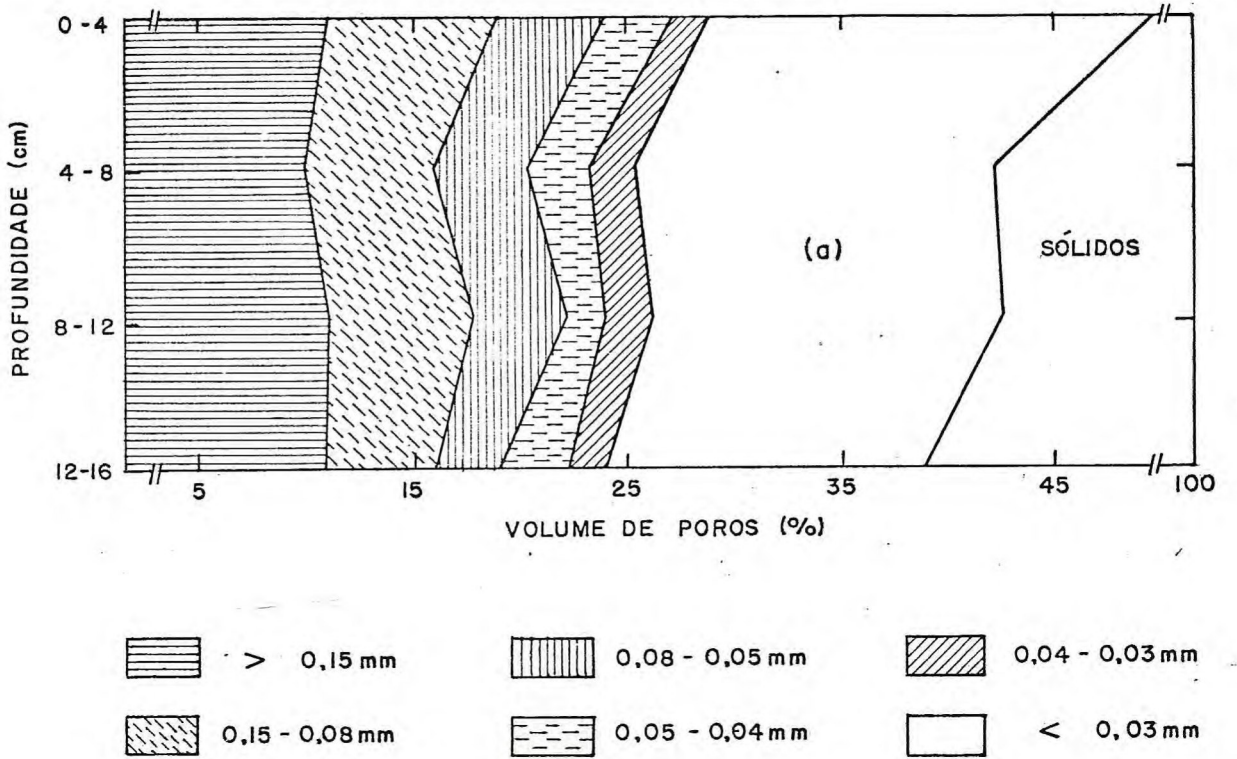 0-4
4-8
8-12
12-16
PROFUNDIDADE (cm)
(a)
SÓLIDOS
5 15 25 35 45 100
VOLUME DE POROS (%)
> 0,15 mm
0,08 - 0,05 mm
0,04 - 0,03 mm
0,15 - 0,08 mm
0,05 - 0,04 mm
< 0,03 mm